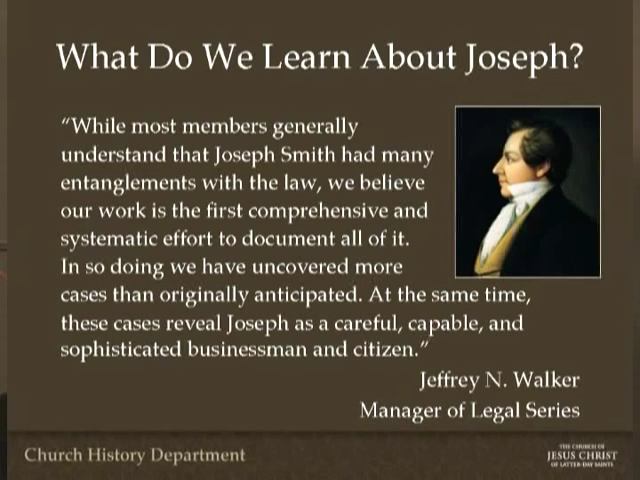 What Do We Learn About Joseph?
“While most members generally
understand that Joseph Smith had many
entanglements with the law, we believe
our work is the first comprehensive and
systematic effort to document all of it.
In so doing we have uncovered more
cases than originally anticipated. At the same time,
these cases reveal Joseph as a careful, capable, and
sophisticated businessman and citizen.”
Jeffrey N. Walker
Manager of Legal Series
Church History Department
THE CHURCH OF
JESUS CHRIST
OF LATTER-DAY SAINTS